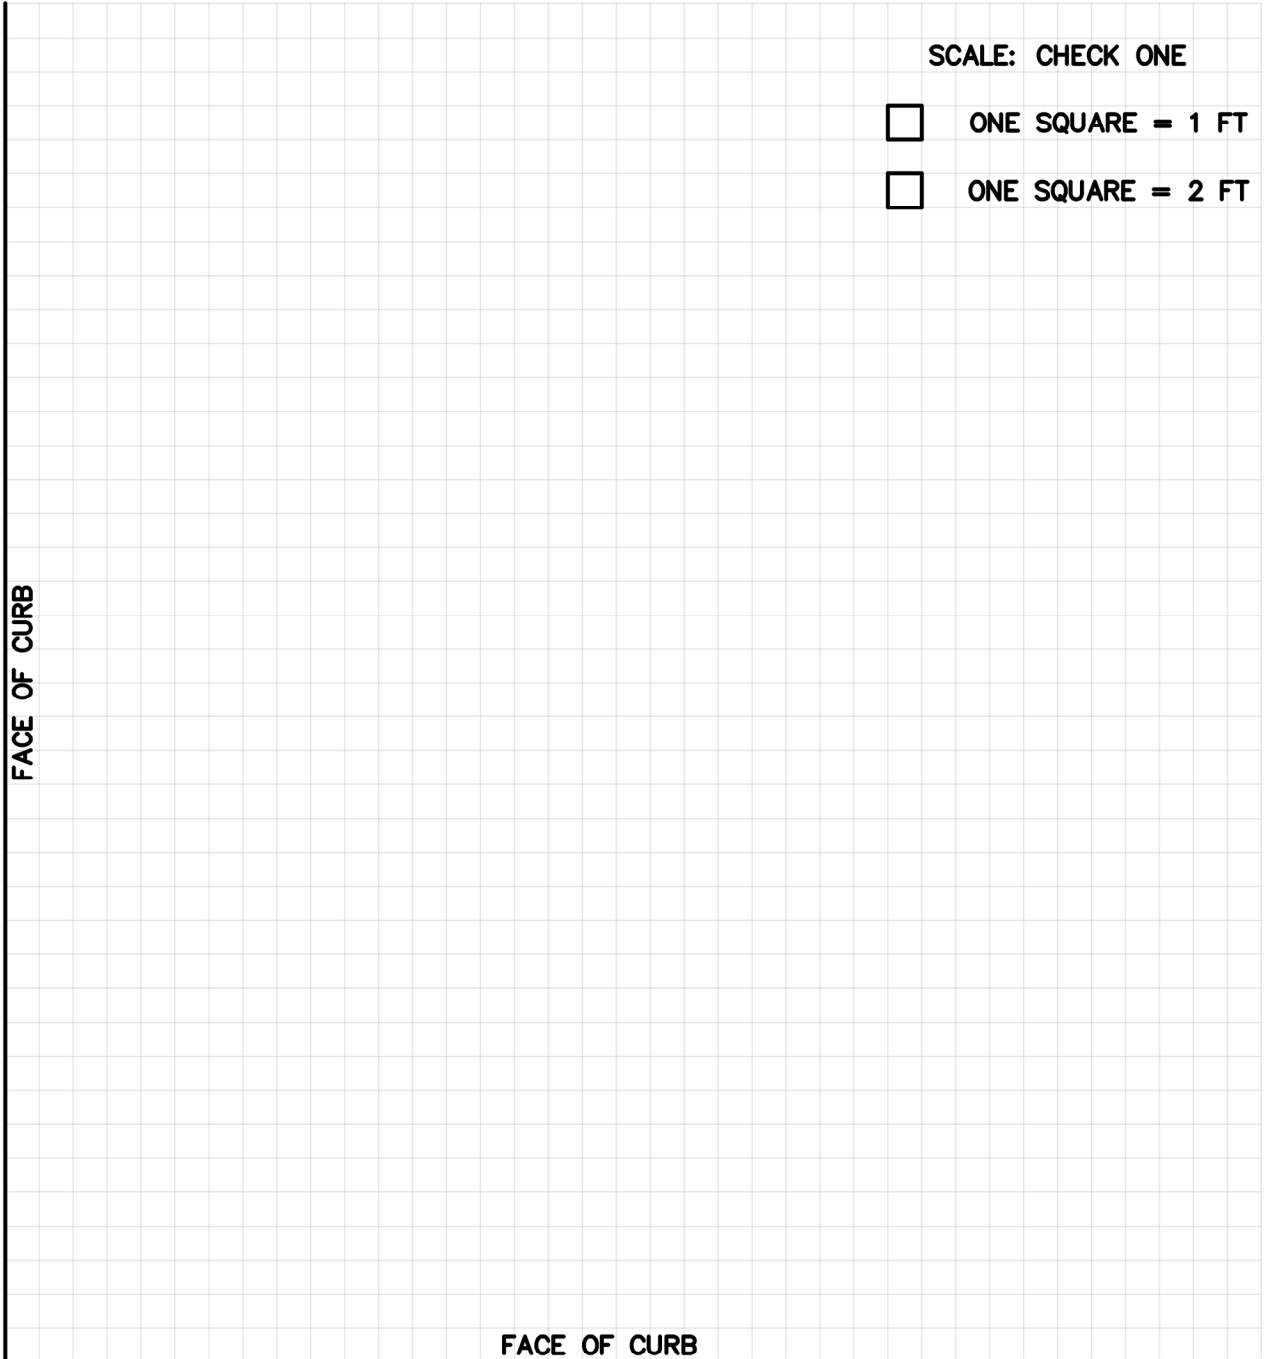 SCALE: CHECK ONE
ONE SQUARE = 1 FT
ONE SQUARE = 2 FT
FACE OF CURB
FACE OF CURB